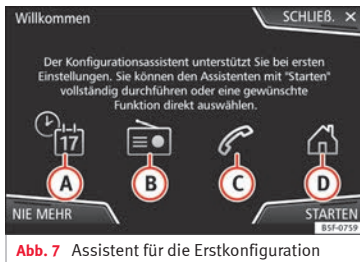 Willkommen
SCHLIEẞ. ×
Der Konfigurationsassistent unterstützt Sie bei ersten
Einstellungen. Sie können den Assistenten mit "Starten"
vollständig durchführen oder eine gewünschte
Funktion direkt auswählen.
17
A B C D
NIE MEHR
STARTEN
BSF-0759
Abb. 7 Assistent für die Erstkonfiguration